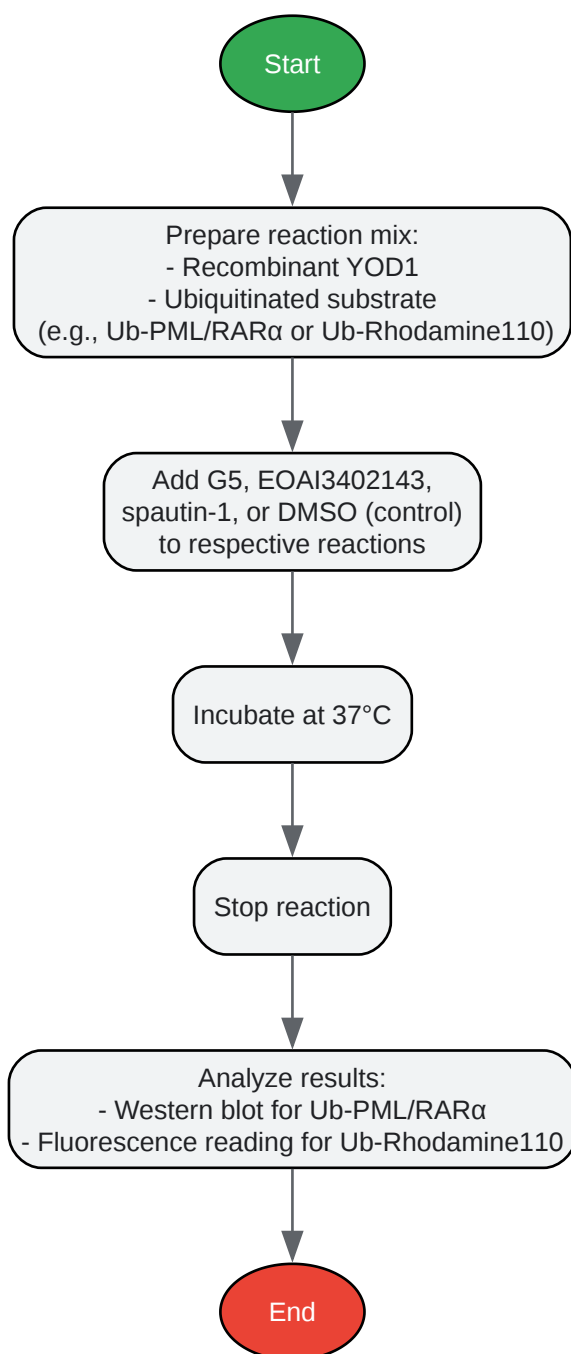 Start
Prepare reaction mix:
- Recombinant YOD1
- Ubiquitinated substrate
(e.g., Ub-PML/RARα or Ub-Rhodamine110)
Add G5, EOAI3402143,
spautin-1, or DMSO (control)
to respective reactions
Incubate at 37°C
Stop reaction
Analyze results:
- Western blot for Ub-PML/RARα
- Fluorescence reading for Ub-Rhodamine110
End